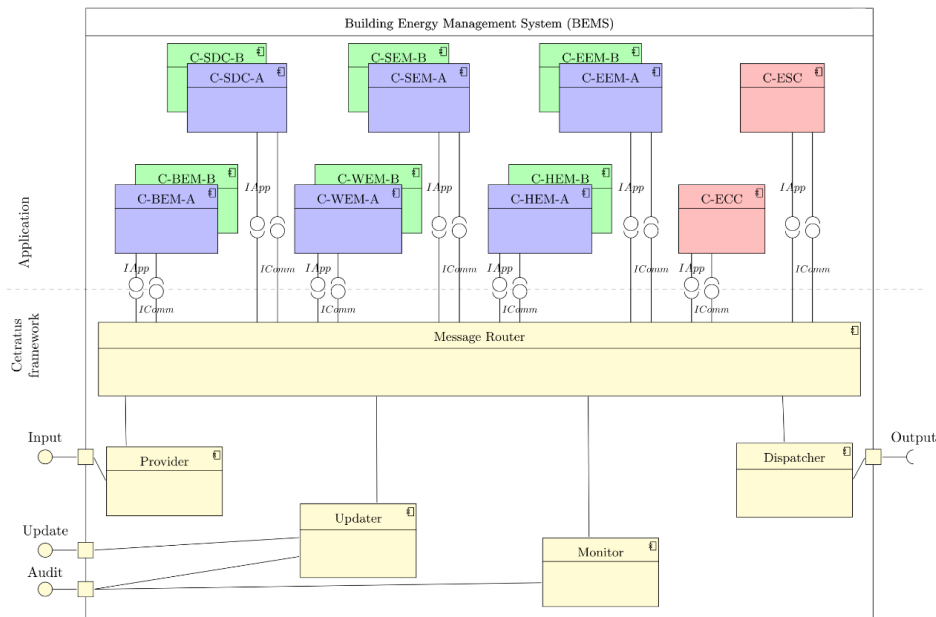 Building Energy Management System (BEMS)
C-SDC-B
C-SEM-B
C-EEM-B
C-SDC-A
C-SEM-A
C-EEM-A
C-ESC
C-BEM-B
C-WEM-B
C-HEM-B
IApp
IApp
IApp
IApp
C-BEM-A
C-WEM-A
C-HEM-A
C-ECC
Application
IApp
IComm
IApp
IComm
IApp
IComm
IApp
IComm
IComm
IComm
IComm
IComm
Cetratus
framework
Message Router
Input
Provider
Dispatcher
Output
Update
Updater
Audit
Monitor